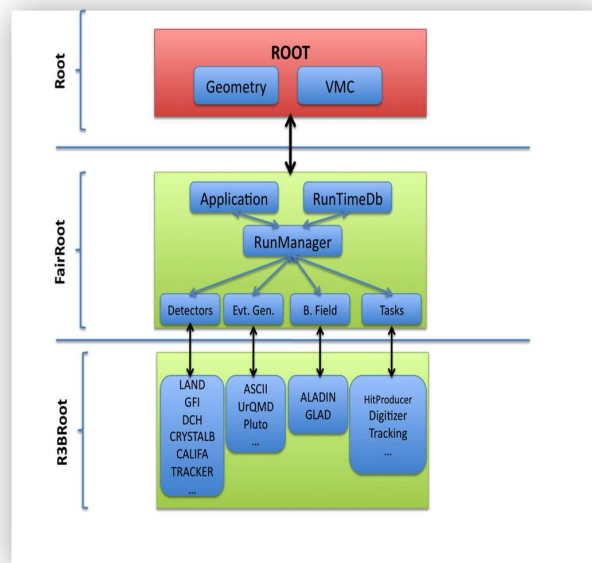 Root
ROOT
Geometry
VMC
FairRoot
Application
RunTimeDb
RunManager
Detectors
Evt. Gen.
B. Field
Tasks
R3BRoot
LAND
GFI
DCH
CRYSTALB
CALIFA
TRACKER
...
ASCII
UrQMD
Pluto
...
ALADIN
GLAD
HitProducer
Digitizer
Tracking
...